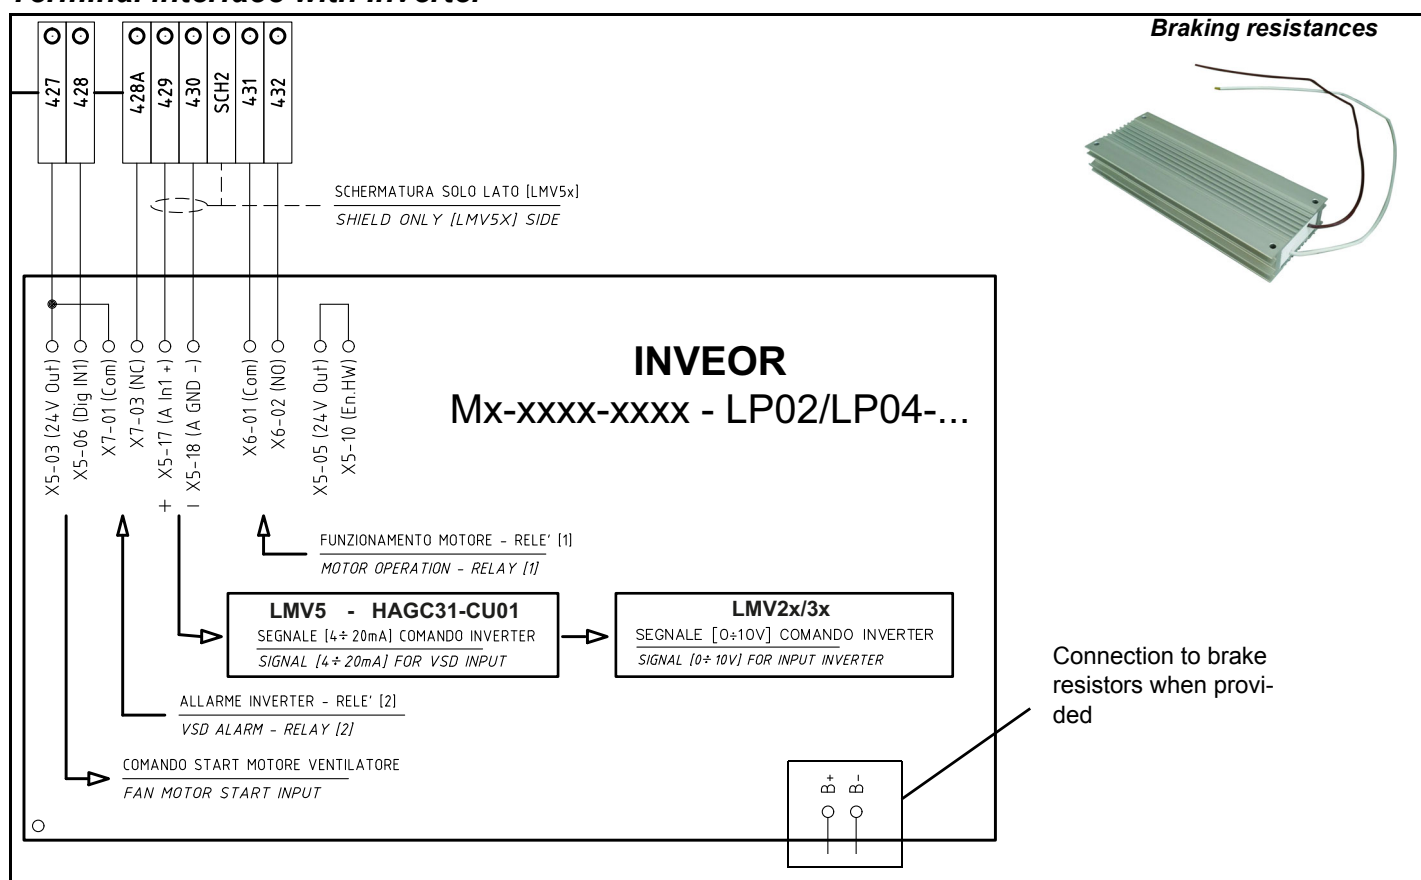 Terminal interface with inverter
Braking resistances
427
428
428A
429
430
SCH2
431
432
SCHERMATURA SOLO LATO [LMV5x]
SHIELD ONLY [LMV5X] SIDE
INVEOR
Mx-xxxx-xxxx - LP02/LP04-...
X5-03 (24V Out)
X5-06 (Dig IN1)
X7-01 (Com)
X7-03 (NC)
+ X5-17 (A In1 +)
- X5-18 (A GND -)
X6-01 (Com)
X6-02 (NO)
X5-05 (24V Out)
X5-10 (En.HW)
FUNZIONAMENTO MOTORE - RELE' [1]
MOTOR OPERATION - RELAY [1]
LMV5 - HAGC31-CU01
SEGNALE [4÷20mA] COMANDO INVERTER
SIGNAL [4÷20mA] FOR VSD INPUT
LMV2x/3x
SEGNALE [0÷10V] COMANDO INVERTER
SIGNAL [0÷10V] FOR INPUT INVERTER
Connection to brake
resistors when provi-
ded
ALLARME INVERTER - RELE' [2]
VSD ALARM - RELAY [2]
COMANDO START MOTORE VENTILATORE
FAN MOTOR START INPUT
B+
B-